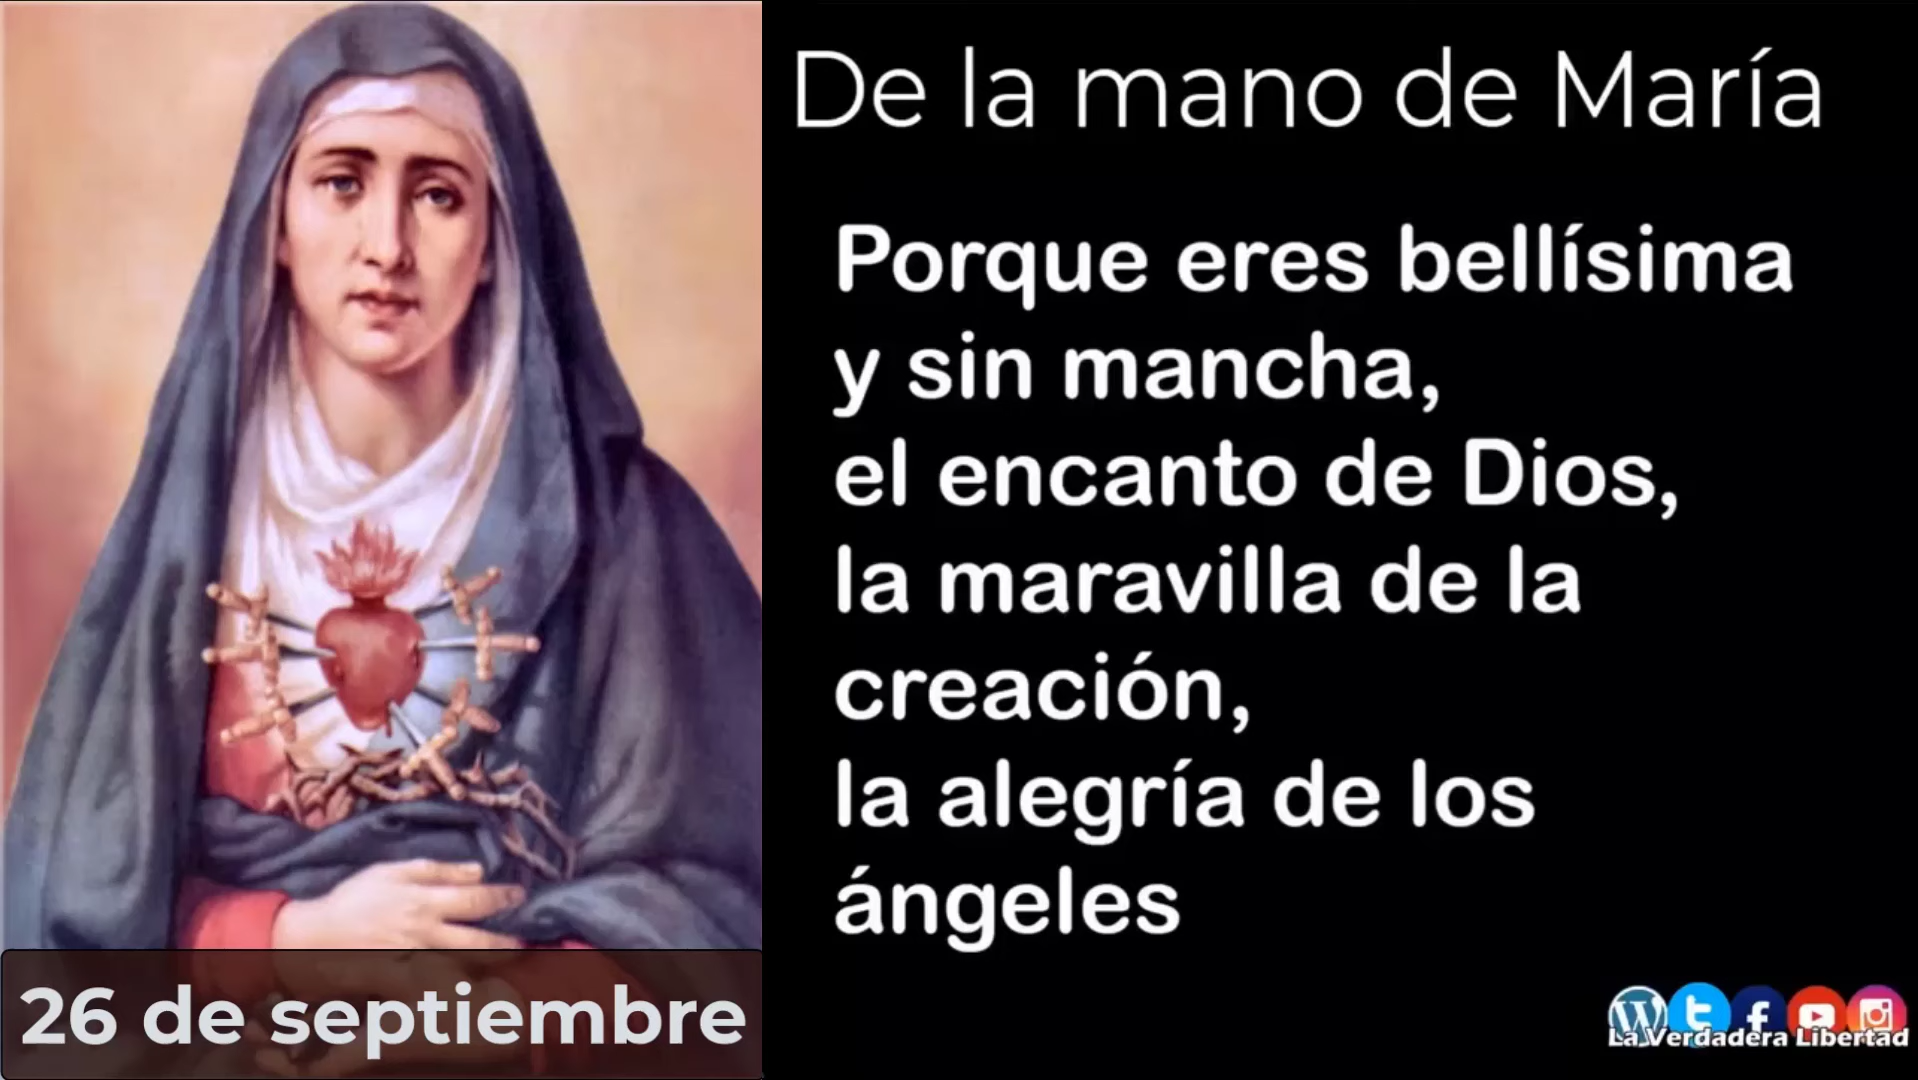 De la mano de María
Porque eres bellísima
y sin mancha,
el encanto de Dios,
la maravilla de la
creación,
la alegría de los
ángeles
26 de septiembre
La Verdadera Libertad